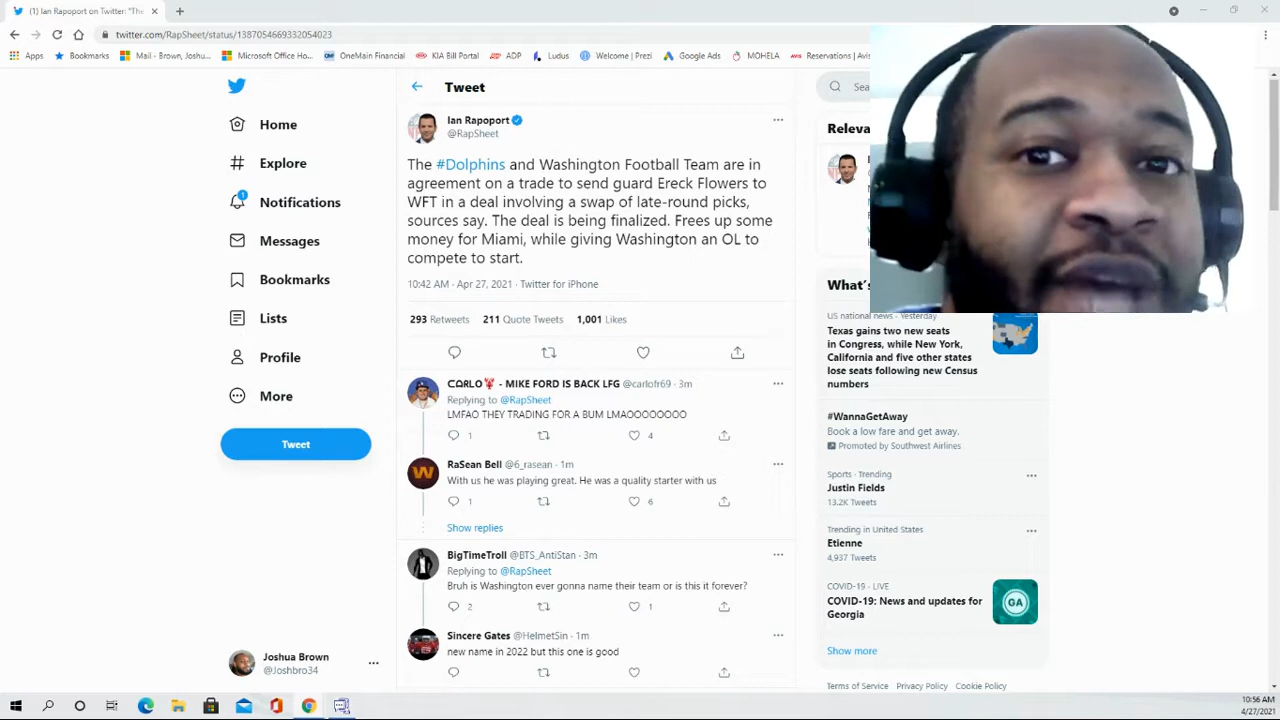 (1) Ian Rapoport on Twitter: "The
twitter.com/RapSheet/status/1387054669332054023
Apps
Bookmarks
Mail - Brown, Joshu...
Microsoft Office Ho...
OneMain Financial
KIA Bill Portal
ADP
Ludus
Welcome | Prezi
Google Ads
MOHELA
Reservations | Avis
Home
Explore
1
Notifications
Messages
Bookmarks
Lists
Profile
More
Tweet
Joshua Brown
@Joshbro34
Tweet
Ian Rapoport
@RapSheet
The #Dolphins and Washington Football Team are in
agreement on a trade to send guard Ereck Flowers to
WFT in a deal involving a swap of late-round picks,
sources say. The deal is being finalized. Frees up some
money for Miami, while giving Washington an OL to
compete to start.
10:42 AM · Apr 27, 2021 · Twitter for iPhone
293 Retweets 211 Quote Tweets 1,001 Likes
- MIKE FORD IS BACK LFG @carlofr69 · 3m
Replying to @RapSheet
LMFAO THEY TRADING FOR A BUM LMAOOOOOOOO
1 4
RaSean Bell @6_rasean · 1m
With us he was playing great. He was a quality starter with us
1 6
Show replies
BigTimeTroll @BTS_AntiStan · 3m
Replying to @RapSheet
Bruh is Washington ever gonna name their team or is this it forever?
2 1
Sincere Gates @HelmetSin · 1m
new name in 2022 but this one is good
Sea
Releva
What's
US national news · Yesterday
Texas gains two new seats
in Congress, while New York,
California and five other states
lose seats following new Census
numbers
#WannaGetAway
Book a low fare and get away.
Promoted by Southwest Airlines
Sports · Trending
Justin Fields
13.2K Tweets
Trending in United States
Etienne
4,937 Tweets
COVID-19 · LIVE
COVID-19: News and updates for
Georgia
GA
Show more
Terms of Service Privacy Policy Cookie Policy
10:56 AM
4/27/2021